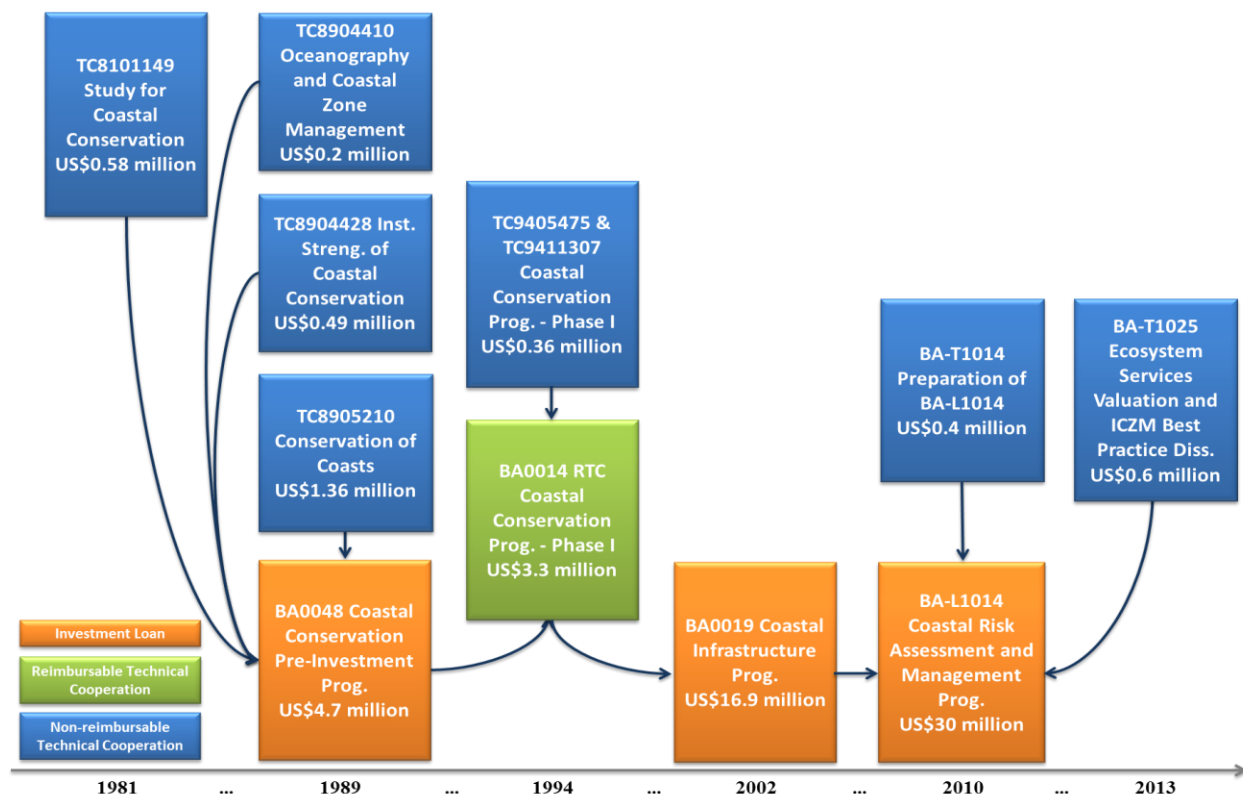 TC8101149
Study for
Coastal
Conservation
US$0.58 million
TC8904410
Oceanography
and Coastal
Zone
Management
US$0.2 million
TC8904428 Inst.
Streng. of
Coastal
Conservation
US$0.49 million
TC8905210
Conservation of
Coasts
US$1.36 million
BA0048 Coastal
Conservation
Pre-Investment
Prog.
US$4.7 million
TC9405475 &
TC9411307
Coastal
Conservation
Prog. - Phase I
US$0.36 million
BA0014 RTC
Coastal
Conservation
Prog. - Phase I
US$3.3 million
BA0019 Coastal
Infrastructure
Prog.
US$16.9 million
BA-T1014
Preparation of
BA-L1014
US$0.4 million
BA-L1014
Coastal Risk
Assessment and
Management
Prog.
US$30 million
BA-T1025
Ecosystem
Services
Valuation and
ICZM Best
Practice Diss.
US$0.6 million
Investment Loan
Reimbursable Technical
Cooperation
Non-reimbursable
Technical Cooperation
1981 ... 1989 ... 1994 ... 2002 ... 2010 ... 2013